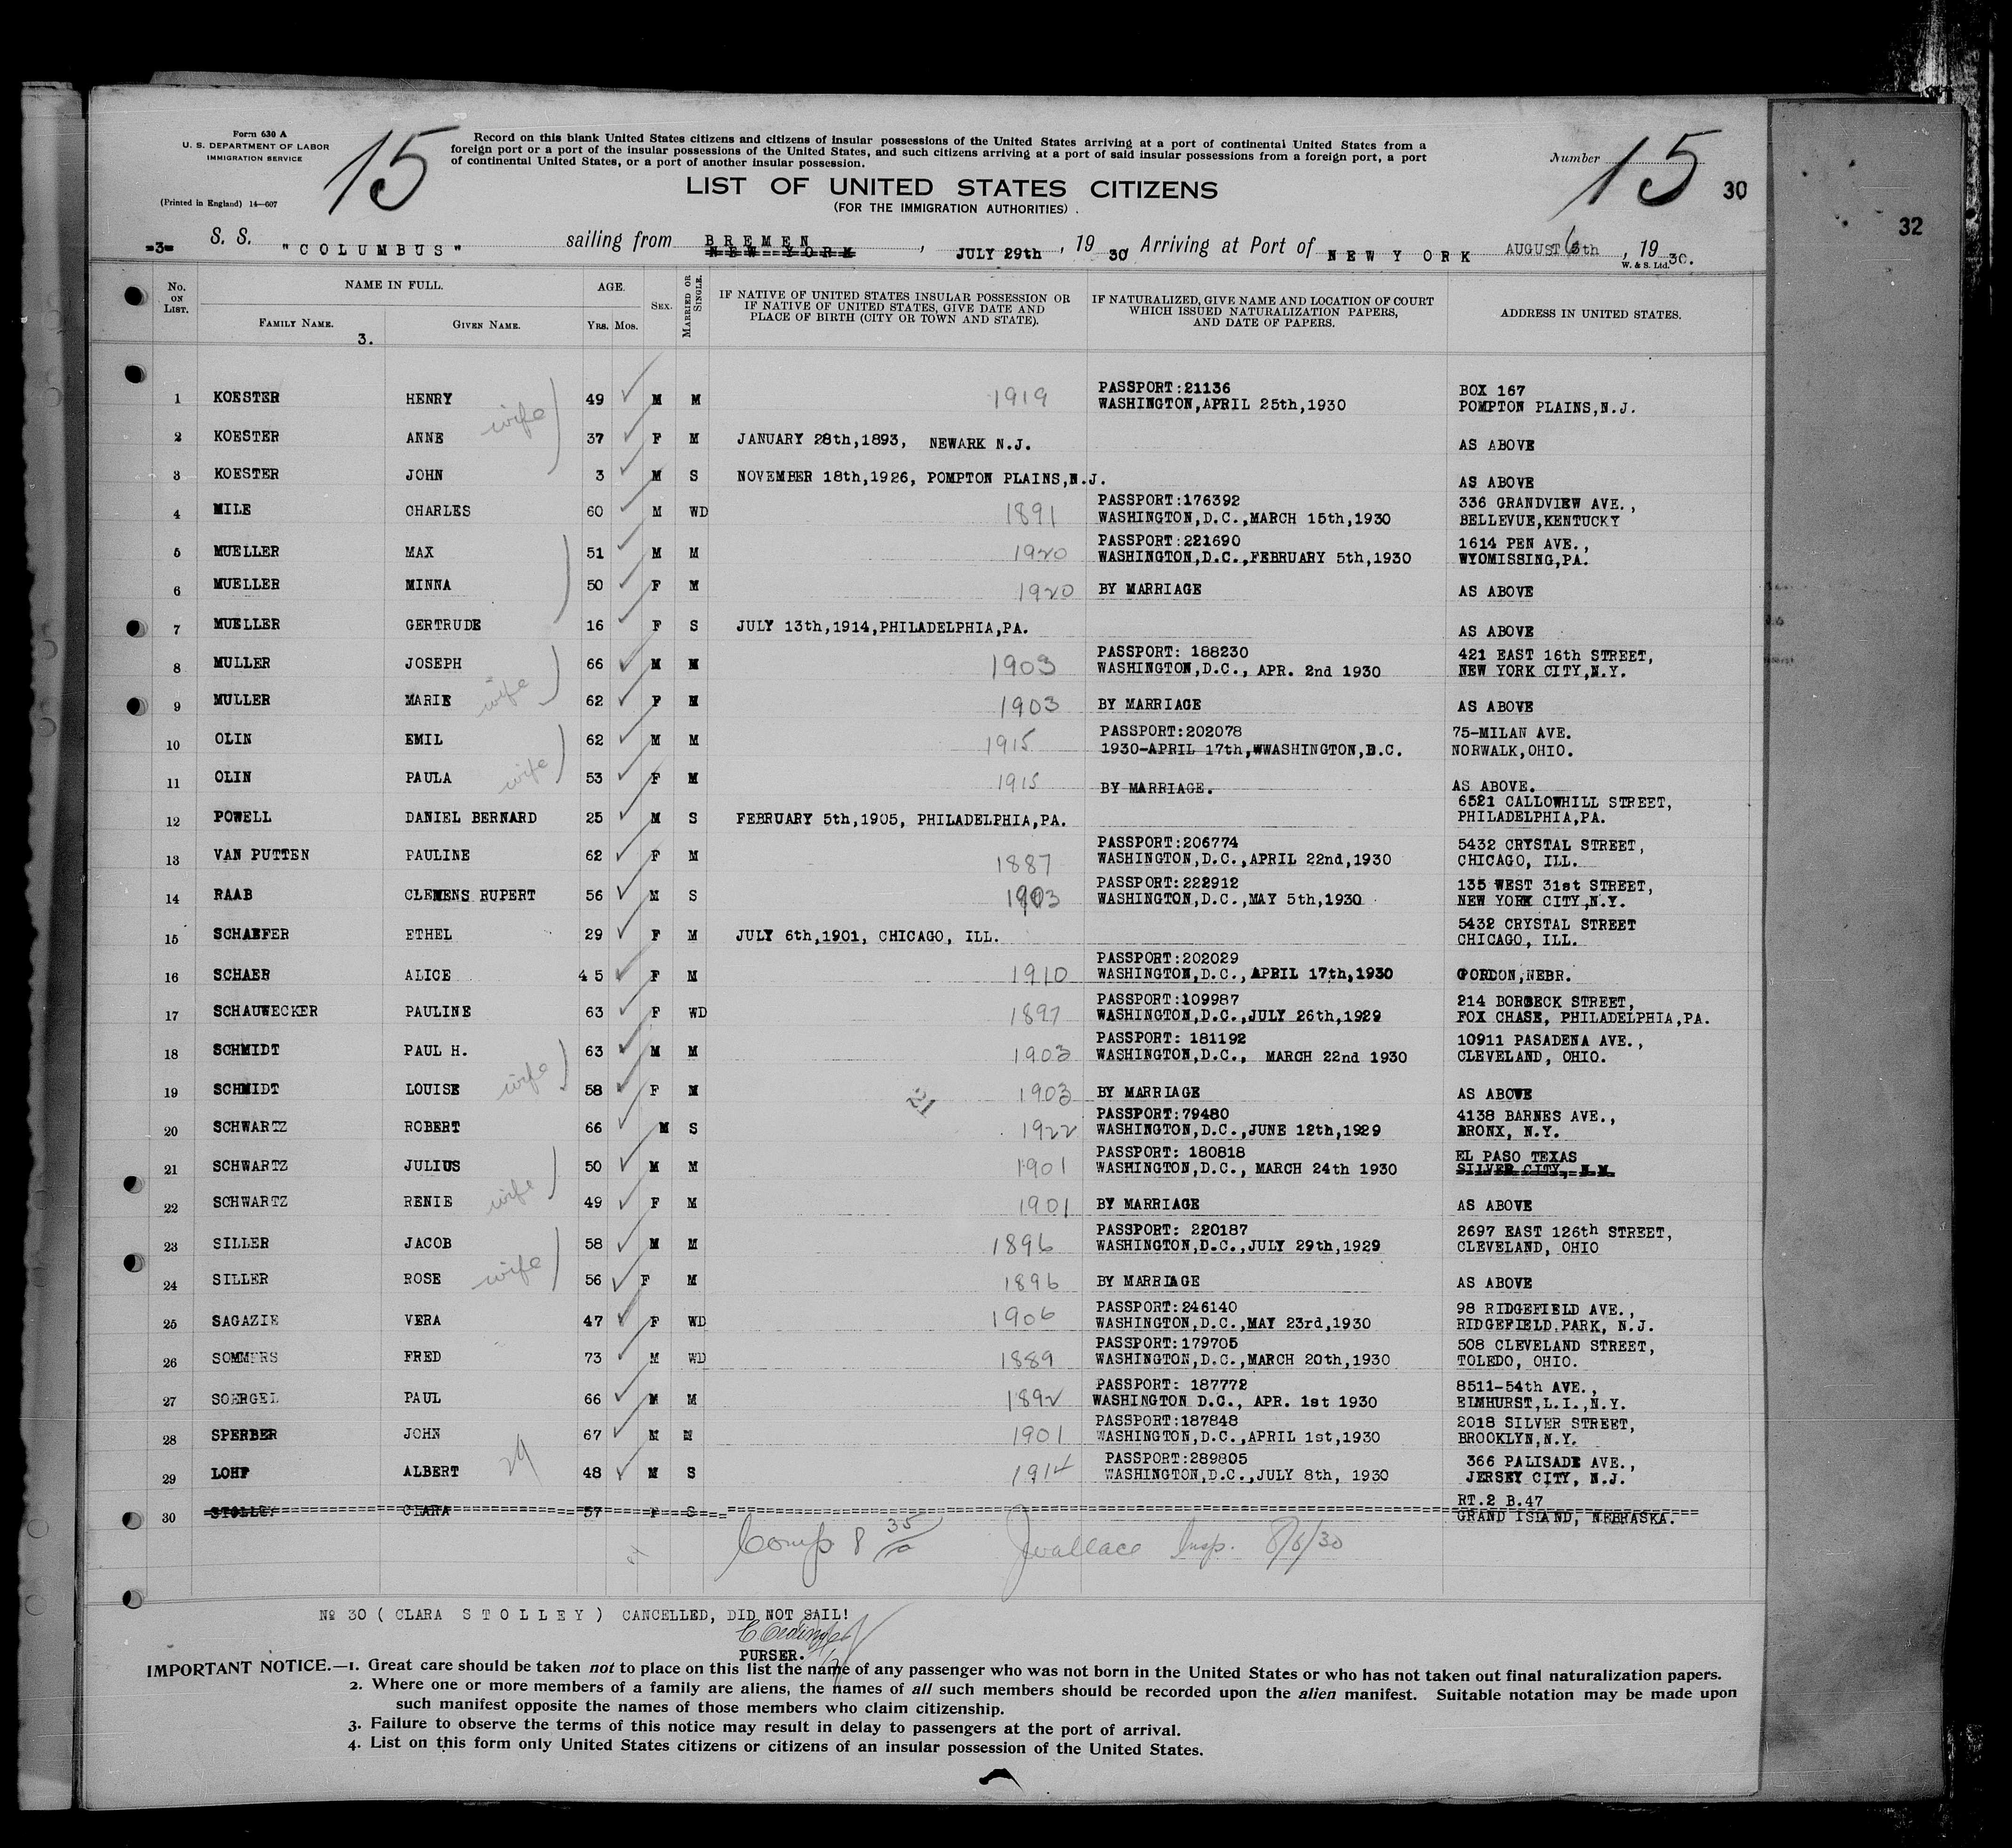 Form 630 A
U. S. DEPARTMENT OF LABOR
IMMIGRATION SERVICE
(Printed in England) 14—607
15
Record on this blank United States citizens and citizens of insular possessions of the United States arriving at a port of continental United States from a
foreign port or a port of the insular possessions of the United States, and such citizens arriving at a port of said insular possessions from a foreign port, a port
of continental United States, or a port of another insular possession.
Number 15
30
32
LIST OF UNITED STATES CITIZENS
(FOR THE IMMIGRATION AUTHORITIES).
=3= S. S. "COLUMBUS" sailing from BREMEN NEW YORK, JULY 29th, 19 30 Arriving at Port of NEW YORK AUGUST 6th, 19 30.
W. & S. Ltd.
No. ON LIST. NAME IN FULL. AGE. SEX. MARRIED OR SINGLE. IF NATIVE OF UNITED STATES INSULAR POSSESSION OR IF NATIVE OF UNITED STATES, GIVE DATE AND PLACE OF BIRTH (CITY OR TOWN AND STATE). IF NATURALIZED, GIVE NAME AND LOCATION OF COURT WHICH ISSUED NATURALIZATION PAPERS, AND DATE OF PAPERS. ADDRESS IN UNITED STATES.
FAMILY NAME. GIVEN NAME. YRS. MOS.
3.
1 KOESTER HENRY 49 M M 1919 PASSPORT:21136 WASHINGTON,APRIL 25th,1930 BOX 167 POMPTON PLAINS,N.J.
wife
2 KOESTER ANNE 37 F M JANUARY 28th,1893, NEWARK N.J. AS ABOVE
3 KOESTER JOHN 3 M S NOVEMBER 18th,1926, POMPTON PLAINS,N.J. AS ABOVE
4 MILE CHARLES 60 M WD 1891 PASSPORT:176392 WASHINGTON,D.C.,MARCH 15th,1930 336 GRANDVIEW AVE., BELLEVUE,KENTUCKY
5 MUELLER MAX 51 M M 1920 PASSPORT:221690 WASHINGTON,D.C.,FEBRUARY 5th,1930 1614 PEN AVE., WYOMISSING,PA.
6 MUELLER MINNA 50 F M 1920 BY MARRIAGE AS ABOVE
7 MUELLER GERTRUDE 16 F S JULY 13th,1914,PHILADELPHIA,PA. AS ABOVE
8 MULLER JOSEPH 66 M M 1903 PASSPORT: 188230 WASHINGTON,D.C., APR. 2nd 1930 421 EAST 16th STREET, NEW YORK CITY,N.Y.
9 MULLER MARIE wife 62 F M 1903 BY MARRIAGE AS ABOVE
10 OLIN EMIL 62 M M 1915 PASSPORT:202078 1930-APRIL 17th,WWASHINGTON,D.C. 75-MILAN AVE. NORWALK,OHIO.
11 OLIN PAULA wife 53 F M 1915 BY MARRIAGE. AS ABOVE.
12 POWELL DANIEL BERNARD 25 M S FEBRUARY 5th,1905, PHILADELPHIA,PA. 6521 CALLOWHILL STREET, PHILADELPHIA,PA.
13 VAN PUTTEN PAULINE 62 F M 1887 PASSPORT:206774 WASHINGTON,D.C.,APRIL 22nd,1930 5432 CRYSTAL STREET, CHICAGO, ILL.
14 RAAB CLEMENS RUPERT 56 M S 1903 PASSPORT:222912 WASHINGTON,D.C.,MAY 5th,1930 135 WEST 31st STREET, NEW YORK CITY,N.Y.
15 SCHAEFER ETHEL 29 F M JULY 6th,1901, CHICAGO, ILL. 5432 CRYSTAL STREET CHICAGO, ILL.
16 SCHAER ALICE 4 5 F M 1910 PASSPORT:202029 WASHINGTON,D.C., APRIL 17th,1930 GORDON,NEBR.
17 SCHAUWECKER PAULINE 63 F WD 1897 PASSPORT:109987 WASHINGTON,D.C.,JULY 26th,1929 214 BORBECK STREET, FOX CHASE, PHILADELPHIA,PA.
18 SCHMIDT PAUL H. 63 M M 1903 PASSPORT: 181192 WASHINGTON,D.C., MARCH 22nd 1930 10911 PASADENA AVE., CLEVELAND, OHIO.
19 SCHMIDT LOUISE wife 58 F M 21 1903 BY MARRIAGE AS ABOVE
20 SCHWARTZ ROBERT 66 M S 1922 PASSPORT:79480 WASHINGTON,D.C.,JUNE 12th,1929 4138 BARNES AVE., BRONX, N.Y.
21 SCHWARTZ JULIUS 50 M M 1901 PASSPORT: 180818 WASHINGTON,D.C., MARCH 24th 1930 EL PASO TEXAS SILVER CITY, N.M.
22 SCHWARTZ RENIE wife 49 F M 1901 BY MARRIAGE AS ABOVE
23 SILLER JACOB 58 M M 1896 PASSPORT: 220187 WASHINGTON,D.C.,JULY 29th,1929 2697 EAST 126th STREET, CLEVELAND, OHIO
24 SILLER ROSE wife 56 F M 1896 BY MARRIAGE AS ABOVE
25 SAGAZIE VERA 47 F WD 1906 PASSPORT:246140 WASHINGTON,D.C.,MAY 23rd,1930 98 RIDGEFIELD AVE., RIDGEFIELD.PARK, N.J.
26 SOMMERS FRED 73 M WD 1889 PASSPORT:179705 WASHINGTON,D.C.,MARCH 20th,1930 508 CLEVELAND STREET, TOLEDO, OHIO.
27 SOERGEL PAUL 66 M M 1892 PASSPORT: 187772 WASHINGTON D.C., APR. 1st 1930 8511-54th AVE., ELMHURST,L.I.,N.Y.
28 SPERBER JOHN 67 M M 1901 PASSPORT:187848 WASHINGTON,D.C.,APRIL 1st,1930 2018 SILVER STREET, BROOKLYN,N.Y.
29 LOHF ALBERT 29 48 M S 1914 PASSPORT:289805 WASHINGTON,D.C.,JULY 8th, 1930 366 PALISADE AVE., JERSEY CITY, N.J.
30 STOLLEY CLARA 57 F S RT.2 B.47 GRAND ISLAND, NEBRASKA.
Comp 8 35/10 JWallace Insp. 8/6/30
Nº 30 ( CLARA S T O L L E Y ) CANCELLED, DID NOT SAIL!
PURSER.
IMPORTANT NOTICE.—1. Great care should be taken not to place on this list the name of any passenger who was not born in the United States or who has not taken out final naturalization papers.
2. Where one or more members of a family are aliens, the names of all such members should be recorded upon the alien manifest. Suitable notation may be made upon
such manifest opposite the names of those members who claim citizenship.
3. Failure to observe the terms of this notice may result in delay to passengers at the port of arrival.
4. List on this form only United States citizens or citizens of an insular possession of the United States.